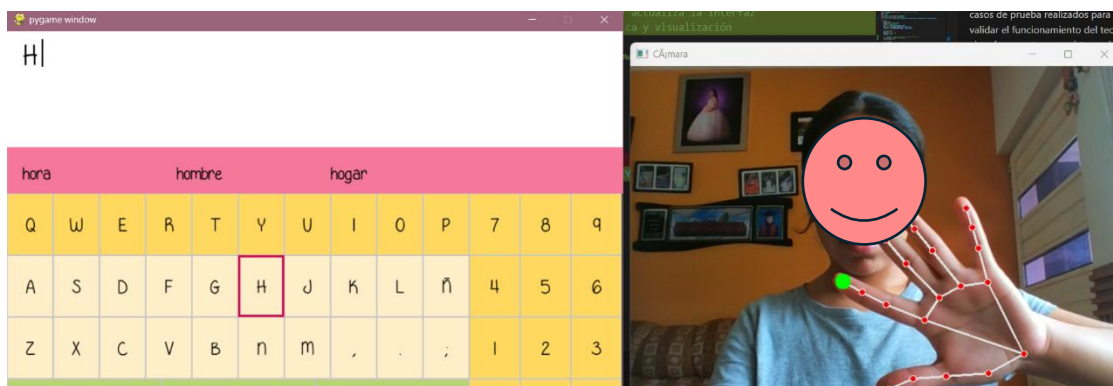 pygame window
H
hora hombre hogar
Q W E R T Y U I O P 7 8 9
A S D F G H J K L Ñ 4 5 6
Z X C V B N M , . ; 1 2 3
actualiza la interfaz
ca y visualización
casos de prueba realizados para
validar el funcionamiento del tec
CÃ¡mara